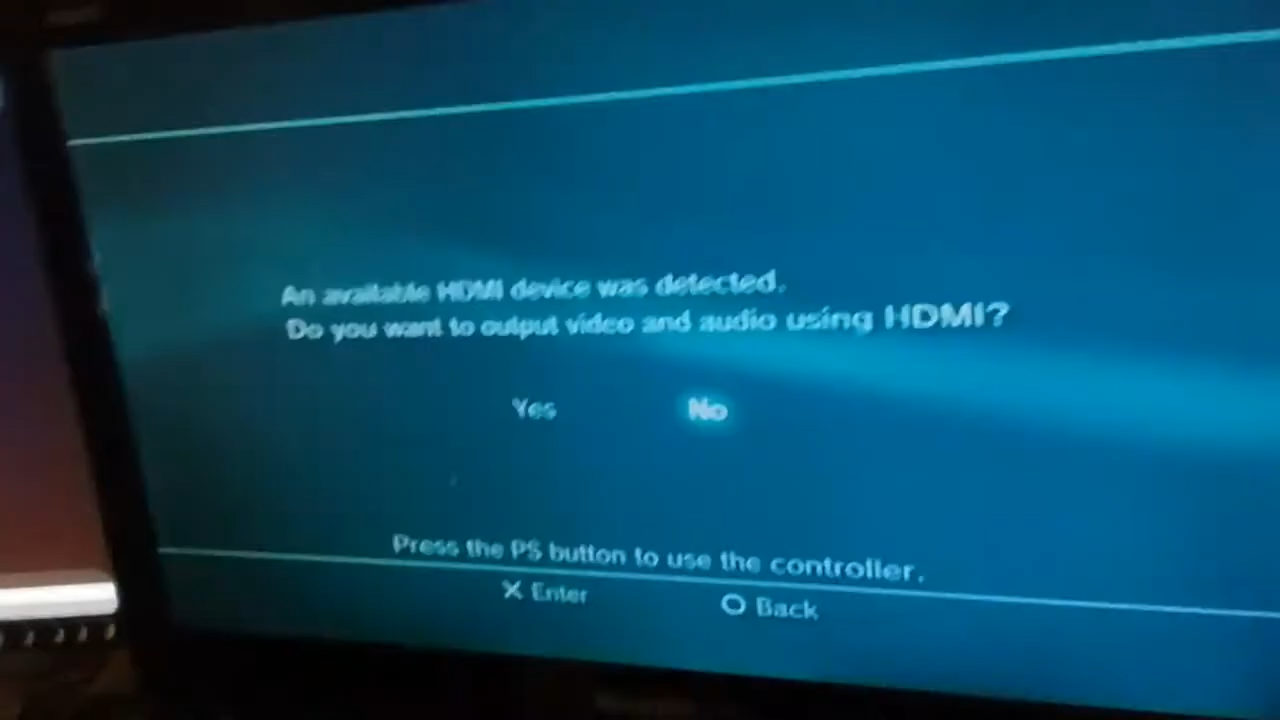 An available HDMI device was detected.
Do you want to output video and audio using HDMI?
Yes No
Press the PS button to use the controller.
X Enter O Back